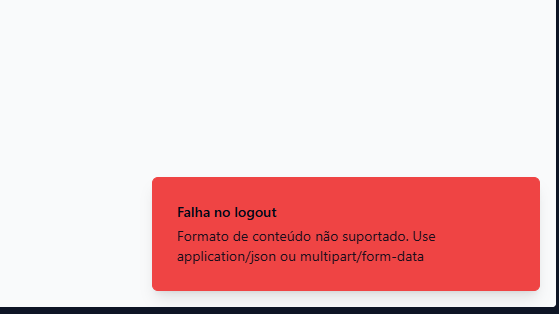 Falha no logout
Formato de conteúdo não suportado. Use
application/json ou multipart/form-data